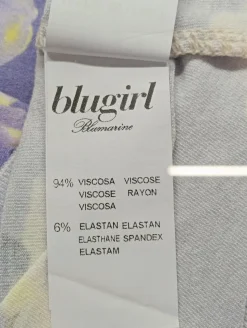 blugirl
Blumarine
94% VISCOSA VISCOSE
VISCOSE RAYON
VISCOSA
6% ELASTAN ELASTAN
ELASTHANE SPANDEX
ELASTAM